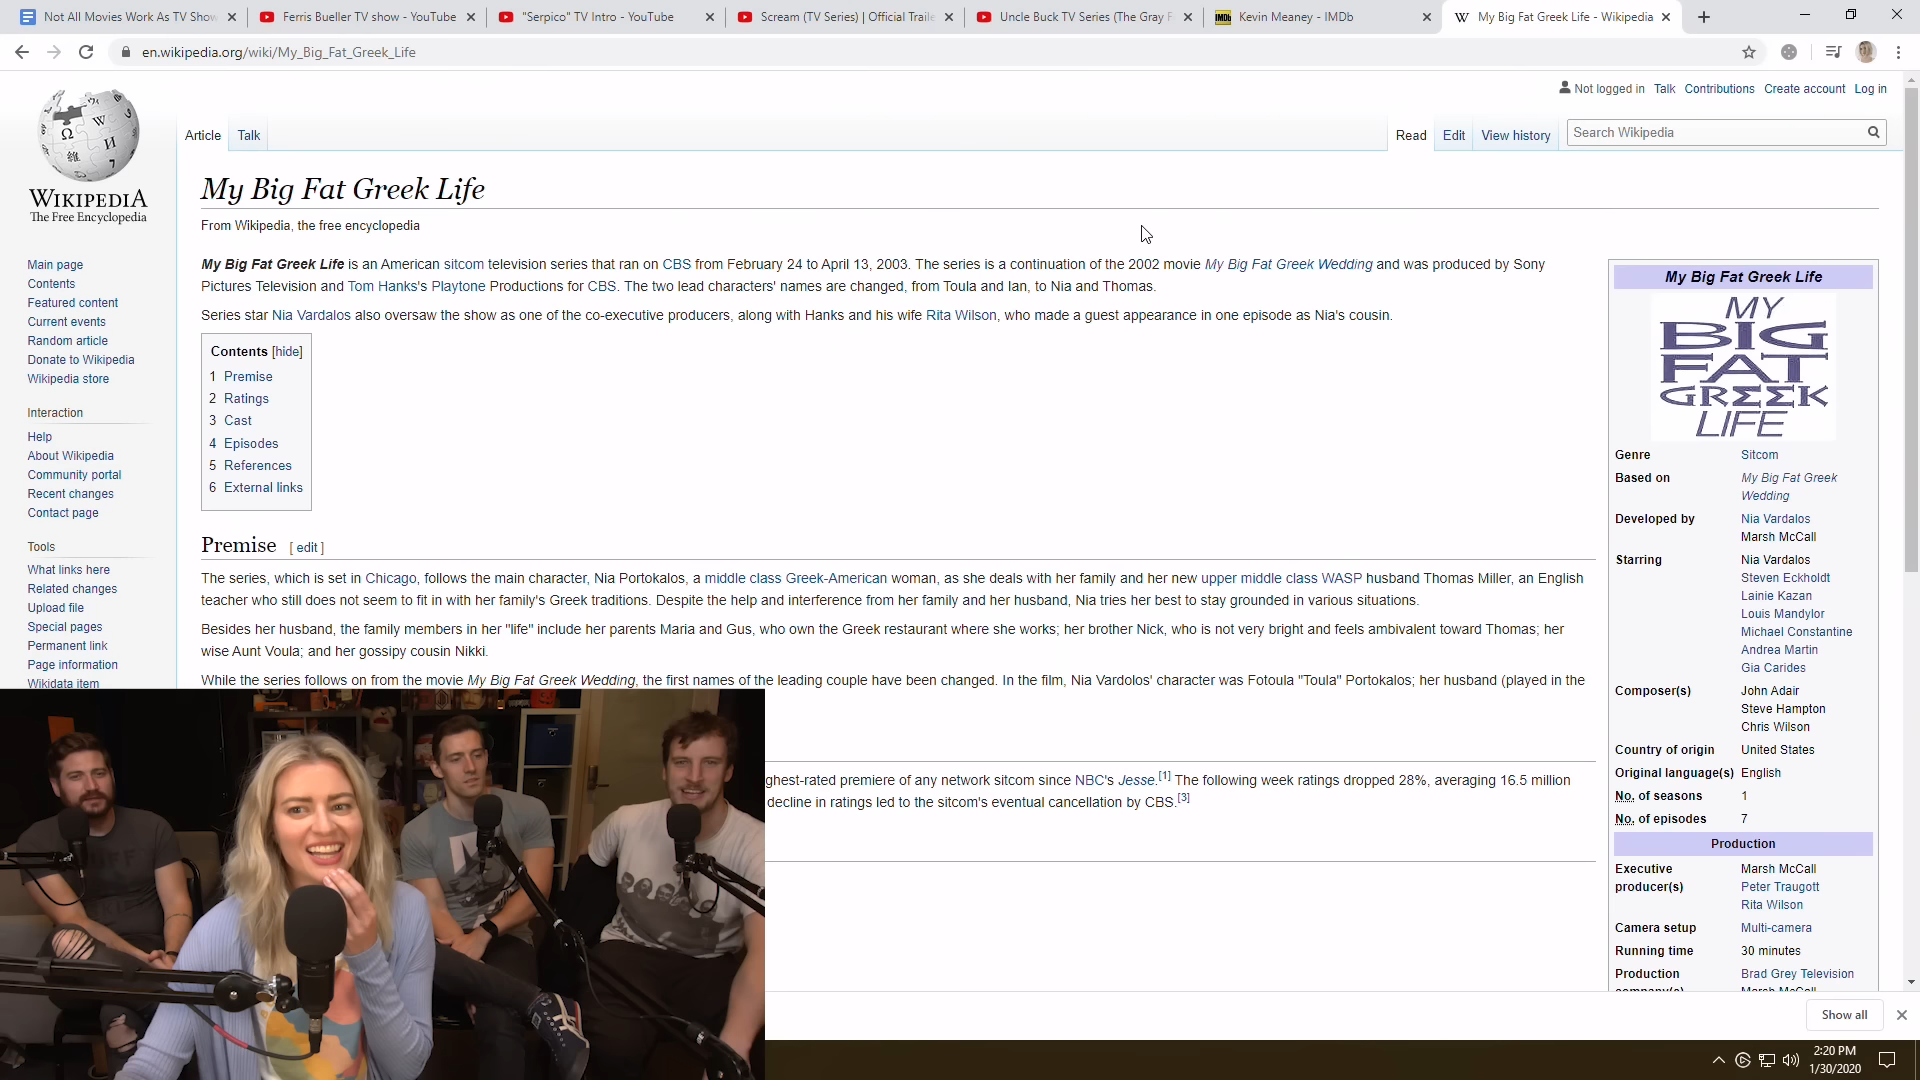 Not All Movies Work As TV Show
Ferris Bueller TV show - YouTube
"Serpico" TV Intro - YouTube
Scream (TV Series) | Official Traile
Uncle Buck TV Series (The Gray F
IMDb Kevin Meaney - IMDb
W My Big Fat Greek Life - Wikipedia
en.wikipedia.org/wiki/My_Big_Fat_Greek_Life
Not logged in Talk Contributions Create account Log in
Article Talk
Read Edit View history Search Wikipedia
WIKIPEDIA
The Free Encyclopedia
Main page
Contents
Featured content
Current events
Random article
Donate to Wikipedia
Wikipedia store
Interaction
Help
About Wikipedia
Community portal
Recent changes
Contact page
Tools
What links here
Related changes
Upload file
Special pages
Permanent link
Page information
Wikidata item
My Big Fat Greek Life
From Wikipedia, the free encyclopedia
My Big Fat Greek Life is an American sitcom television series that ran on CBS from February 24 to April 13, 2003. The series is a continuation of the 2002 movie My Big Fat Greek Wedding and was produced by Sony
Pictures Television and Tom Hanks's Playtone Productions for CBS. The two lead characters' names are changed, from Toula and Ian, to Nia and Thomas.
Series star Nia Vardalos also oversaw the show as one of the co-executive producers, along with Hanks and his wife Rita Wilson, who made a guest appearance in one episode as Nia's cousin.
Contents [hide]
1 Premise
2 Ratings
3 Cast
4 Episodes
5 References
6 External links
Premise [ edit ]
The series, which is set in Chicago, follows the main character, Nia Portokalos, a middle class Greek-American woman, as she deals with her family and her new upper middle class WASP husband Thomas Miller, an English
teacher who still does not seem to fit in with her family's Greek traditions. Despite the help and interference from her family and her husband, Nia tries her best to stay grounded in various situations.
Besides her husband, the family members in her "life" include her parents Maria and Gus, who own the Greek restaurant where she works; her brother Nick, who is not very bright and feels ambivalent toward Thomas; her
wise Aunt Voula; and her gossipy cousin Nikki.
While the series follows on from the movie My Big Fat Greek Wedding, the first names of the leading couple have been changed. In the film, Nia Vardolos' character was Fotoula "Toula" Portokalos; her husband (played in the
ghest-rated premiere of any network sitcom since NBC's Jesse.[1] The following week ratings dropped 28%, averaging 16.5 million
decline in ratings led to the sitcom's eventual cancellation by CBS.[3]
My Big Fat Greek Life
MY
BIG
FAT
GRΣΣK
LIFE
Genre Sitcom
Based on My Big Fat Greek
Wedding
Developed by Nia Vardalos
Marsh McCall
Starring Nia Vardalos
Steven Eckholdt
Lainie Kazan
Louis Mandylor
Michael Constantine
Andrea Martin
Gia Carides
Composer(s) John Adair
Steve Hampton
Chris Wilson
Country of origin United States
Original language(s) English
No. of seasons 1
No. of episodes 7
Production
Executive Marsh McCall
producer(s) Peter Traugott
Rita Wilson
Camera setup Multi-camera
Running time 30 minutes
Production Brad Grey Television
company(s) Marsh McCall
Show all
2:20 PM
1/30/2020